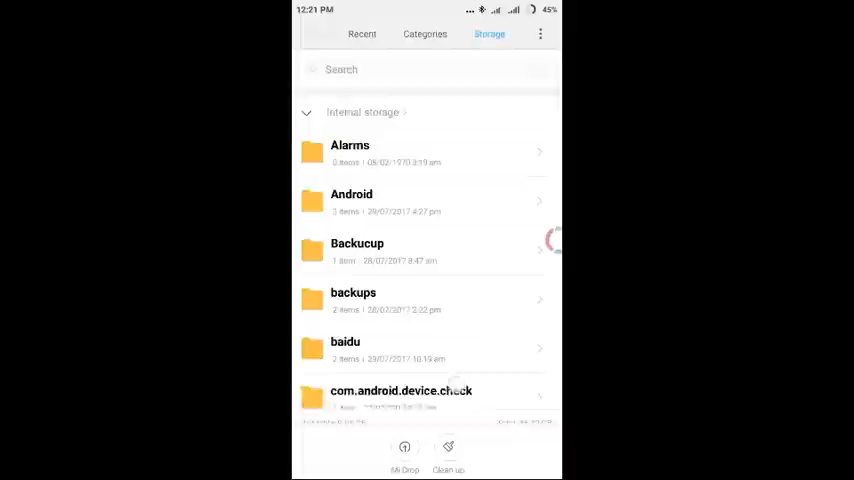 12:21 PM ... 45%
Recent Categories Storage
Search
Internal storage
Alarms
0 items | 08/02/1970 3:19 am
Android
3 items | 29/07/2017 4:27 pm
Backucup
1 item | 28/07/2017 8:47 am
backups
2 items | 28/07/2017 2:22 pm
baidu
2 items | 29/07/2017 10:19 am
com.android.device.check
Mi Drop Clean up